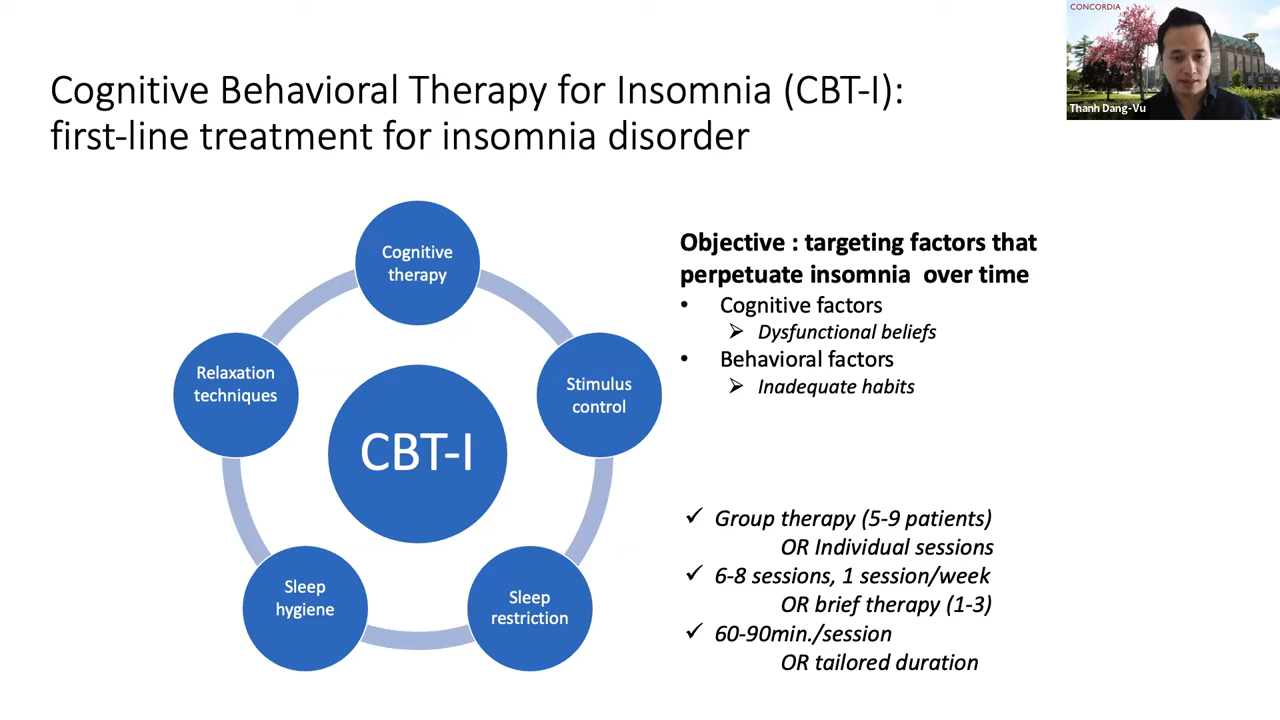 CONCORDIA
Thanh Dang-Vu
Cognitive Behavioral Therapy for Insomnia (CBT-I):
first-line treatment for insomnia disorder
Cognitive
therapy
Stimulus
control
Sleep
restriction
Sleep
hygiene
Relaxation
techniques
CBT-I
Objective : targeting factors that
perpetuate insomnia over time
• Cognitive factors
➢ Dysfunctional beliefs
• Behavioral factors
➢ Inadequate habits
✓ Group therapy (5-9 patients)
OR Individual sessions
✓ 6-8 sessions, 1 session/week
OR brief therapy (1-3)
✓ 60-90min./session
OR tailored duration